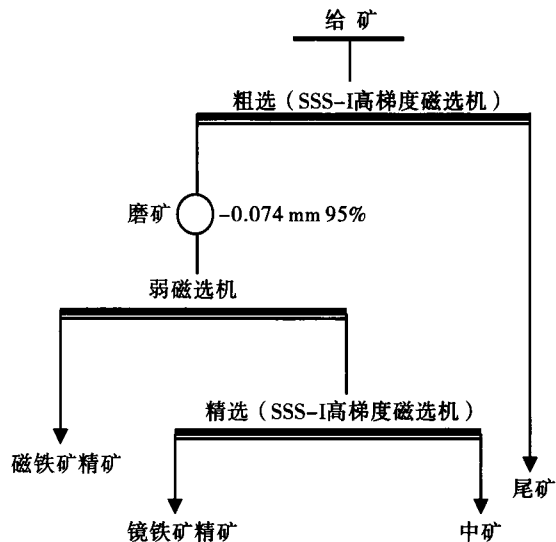 给 矿
粗选（SSS-I高梯度磁选机）
磨矿
-0.074 mm 95%
弱磁选机
精选（SSS-I高梯度磁选机）
磁铁矿精矿
尾矿
镜铁矿精矿
中矿